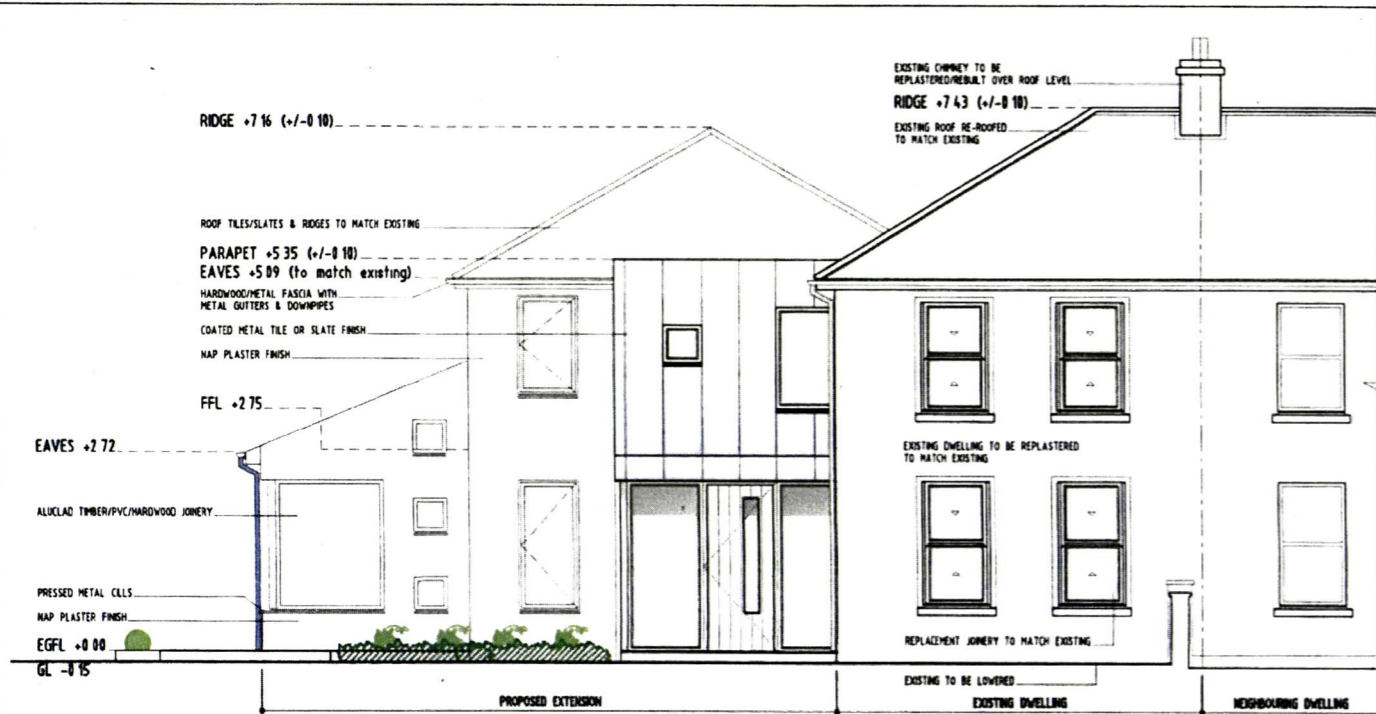 EXISTING CHIMNEY TO BE
REPLASTERED/REBUILT OVER ROOF LEVEL
RIDGE +7 43 (+/-0 10)
EXISTING ROOF RE-ROOFED
TO MATCH EXISTING
RIDGE +7 16 (+/-0 10)
ROOF TILES/SLATES & RIDGES TO MATCH EXISTING
PARAPET +5 35 (+/-0 10)
EAVES +5 09 (to match existing)
HARDWOOD/METAL FASCIA WITH
METAL GUTTERS & DOWNPIPES
COATED METAL TILE OR SLATE FINISH
NAP PLASTER FINISH
FFL +2 75
EAVES +2 72
EXISTING DWELLING TO BE REPLASTERED
TO MATCH EXISTING
ALUCLAD TIMBER/PVC/HARDWOOD JOINERY
PRESSED METAL CILLS
NAP PLASTER FINISH
EGFL +0 00
GL -0 15
REPLACEMENT JOINERY TO MATCH EXISTING
EXISTING TO BE LOWERED
PROPOSED EXTENSION
EXISTING DWELLING
NEIGHBOURING DWELLING